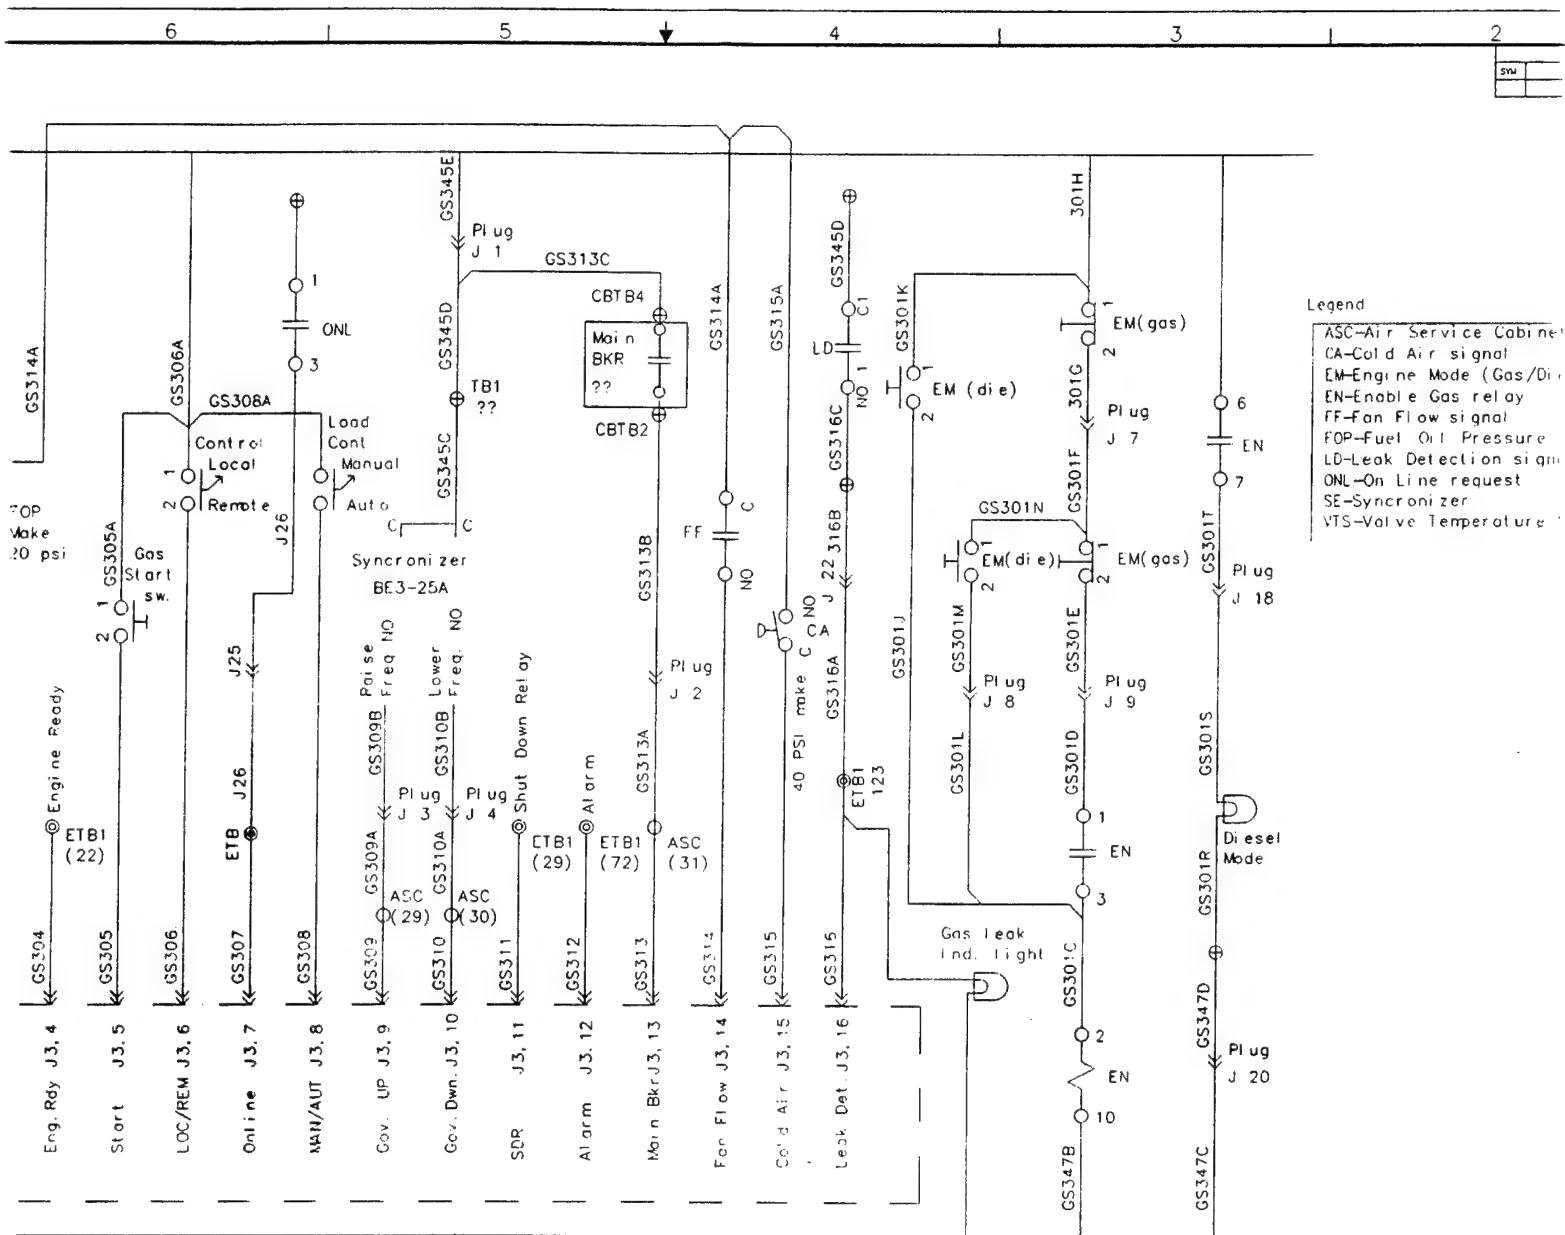 6 5 4 3 2
SYM
GS314A
GS306A
1
ONL
3
GS308A
GS345E
Plug
J 1
GS313C
GS345D
CBTB4
Main
BKR
??
CBTB2
TB1
??
GS345C
C C
Syncronizer
BE3-25A
GS314A
GS315A
GS345D
C1
LD
1
NO
GS316C
316B
J 22
GS316A
GS301K
1
EM (die)
2
301H
1
EM(gas)
2
301G
Plug
J 7
GS301F
GS301N
1
EM(die)
2
1
EM(gas)
2
6
EN
7
GS301T
Plug
J 18
Legend
ASC-Air Service Cabine
CA-Cold Air signal
EM-Engine Mode (Gas/Di
EN-Enable Gas relay
FF-Fan Flow signal
FOP-Fuel Oil Pressure
LD-Leak Detection sign
ONL-On Line request
SE-Syncronizer
VTS-Valve Temperature
FOP
Make
20 psi
Control
Local
1
2
Remote
Load
Cont
Manual
Auto
J26
GS305A
Gas
Start
sw.
1
2
C
FF
NO
GS313B
NO
CA
C
40 PSI make
Raise
Freq. NO
Lower
Freq. NO
GS309B
GS310B
Plug
J 3
Plug
J 4
GS309A
GS310A
ASC
(29)
ASC
(30)
Engine Ready
ETB1
(22)
J25
J26
ETB
Shut Down Relay
ETB1
(29)
Alarm
ETB1
(72)
Plug
J 2
GS313A
ASC
(31)
ETB1
123
GS301J
GS301M
Plug
J 8
GS301L
GS301E
Plug
J 9
GS301D
1
EN
3
GS301C
2
EN
10
GS347B
GS301S
Diesel
Mode
GS301R
GS347D
Plug
J 20
GS347C
Gas leak
Ind. light
GS304
GS305
GS306
GS307
GS308
GS309
GS310
GS311
GS312
GS313
GS314
GS315
GS316
Eng. Rdy J3, 4
Start J3. 5
LOC/REM J3, 6
Online J3. 7
MAN/AUT J3. 8
Gov. UP J3, 9
Gov. Dwn. J3, 10
SDR J3, 11
Alarm J3. 12
Main Bkr J3, 13
Fan Flow J3, 14
Cold Air J3, 15
Leak Det. J3, 16